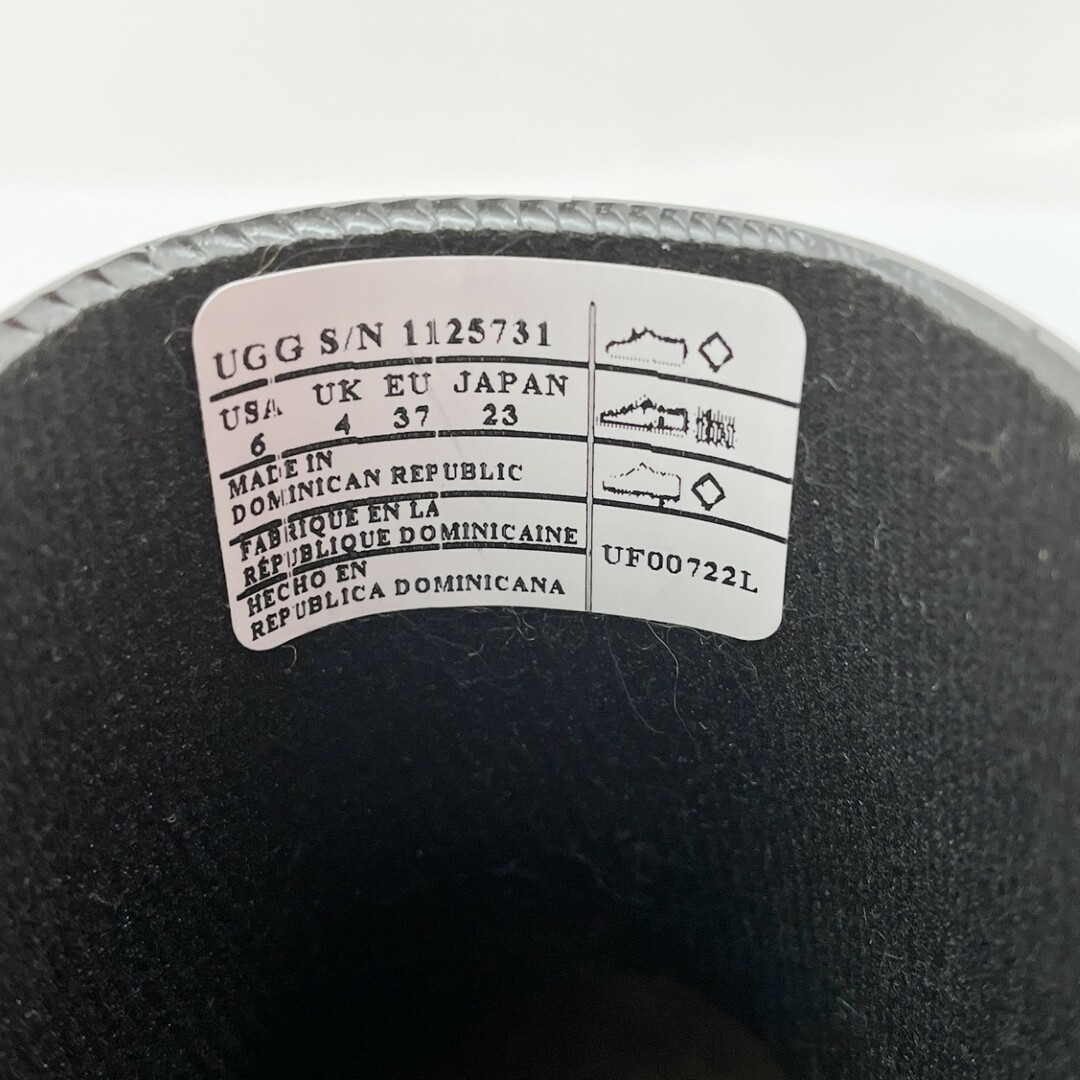 UGG S/N 1125731
USA UK EU JAPAN
6 4 37 23
MADE IN
DOMINICAN REPUBLIC
FABRIQUE EN LA
RÉPUBLIQUE DOMINICAINE
HECHO EN
REPUBLICA DOMINICANA
UF00722L